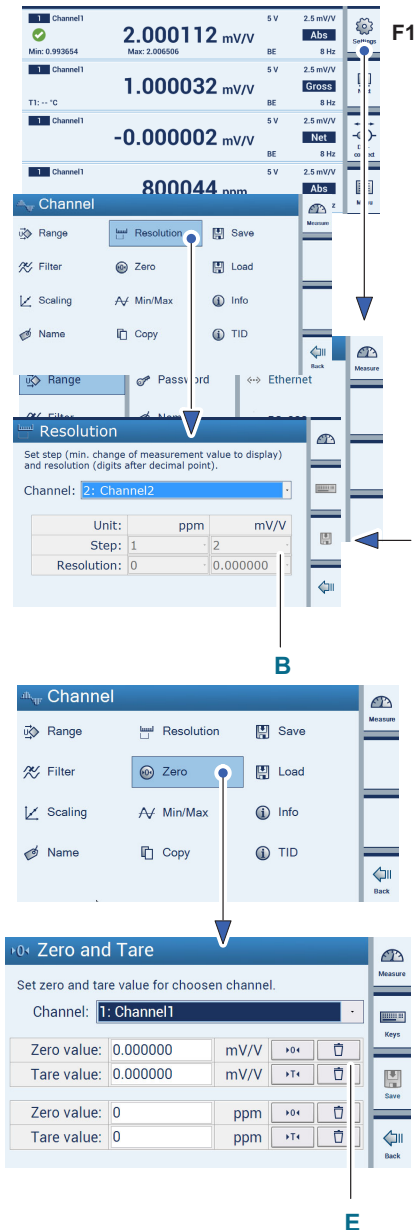 1 Channel1 5 V 2.5 mV/V
2.000112 mV/V Abs
Min: 0.993654 Max: 2.006506 BE 8 Hz
Settings
F1
1 Channel1 5 V 2.5 mV/V
1.000032 mV/V Gross
T1: -- °C BE 8 Hz
1 Channel1 5 V 2.5 mV/V
-0.000002 mV/V Net
BE 8 Hz
1 Channel1 5 V 2.5 mV/V
800044 ppm Abs
Channel
Measure
Range Resolution Save
Filter Zero Load
Scaling Min/Max Info
Name Copy TID
Back
Measure
Range Password Ethernet
Resolution
Set step (min. change of measurement value to display)
and resolution (digits after decimal point).
Channel: 2: Channel2
Unit: ppm mV/V
Step: 1 2
Resolution: 0 0.000000
B
Channel
Measure
Range Resolution Save
Filter Zero Load
Scaling Min/Max Info
Name Copy TID
Back
Zero and Tare
Measure
Set zero and tare value for choosen channel.
Channel: 1: Channel1
Keys
Zero value: 0.000000 mV/V ▸0◂
Tare value: 0.000000 mV/V ▸T◂
Save
Zero value: 0 ppm ▸0◂
Tare value: 0 ppm ▸T◂
Back
E